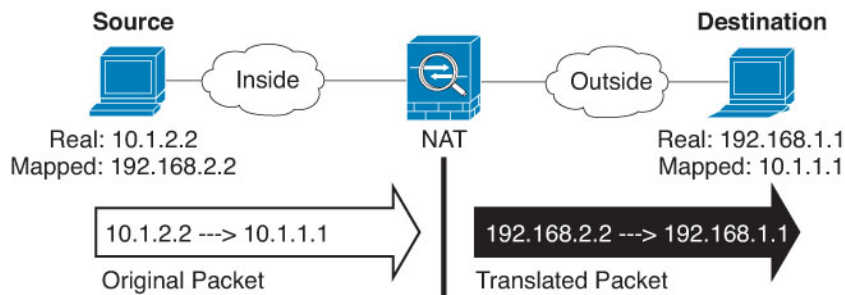 Source
Destination
Inside
Outside
NAT
Real: 10.1.2.2
Mapped: 192.168.2.2
Real: 192.168.1.1
Mapped: 10.1.1.1
10.1.2.2 ---> 10.1.1.1
192.168.2.2 ---> 192.168.1.1
Original Packet
Translated Packet